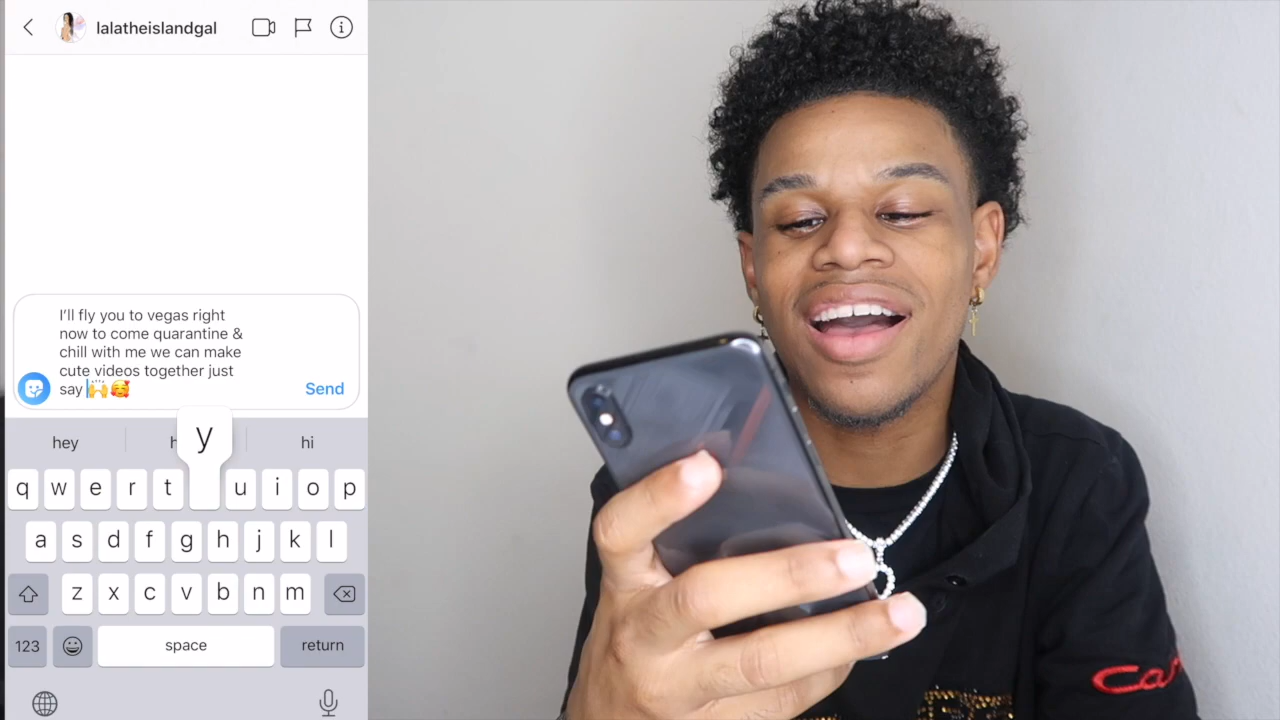 lalatheislandgal
I'll fly you to vegas right
now to come quarantine &
chill with me we can make
cute videos together just
say 🙌🥰
Send
hey
h
hi
y
q w e r t u i o p
a s d f g h j k l
z x c v b n m
123
space
return
Ca